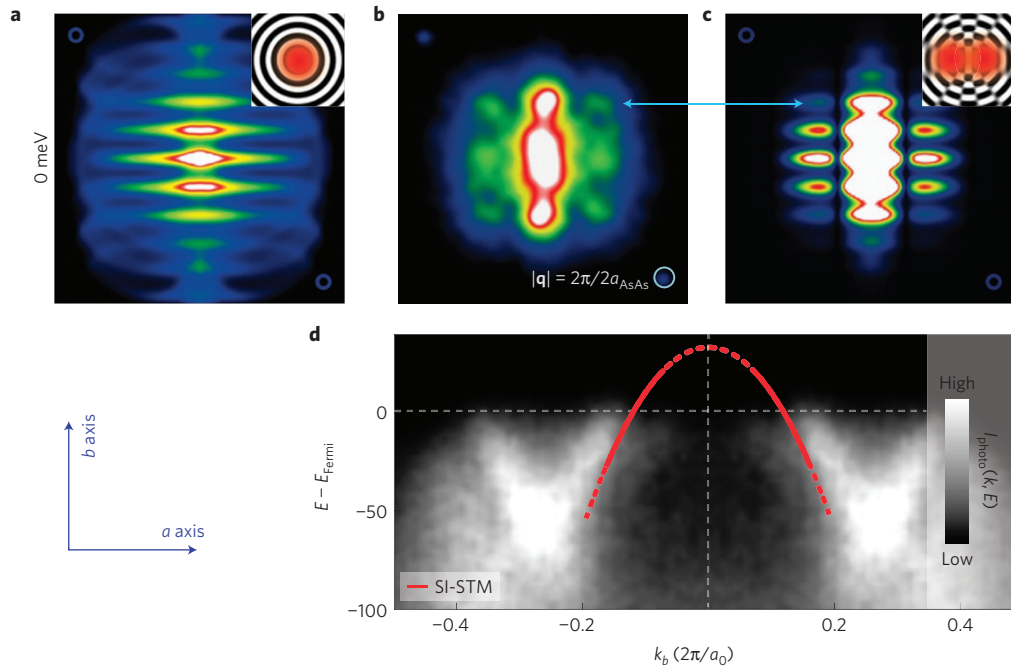 a
b
c
0 meV
|q| = 2π/2a_AsAs
d
b axis
a axis
E − E_Fermi
0
−50
−100
SI-STM
High
Low
I_photo(k, E)
−0.4
−0.2
0.2
0.4
k_b (2π/a_0)